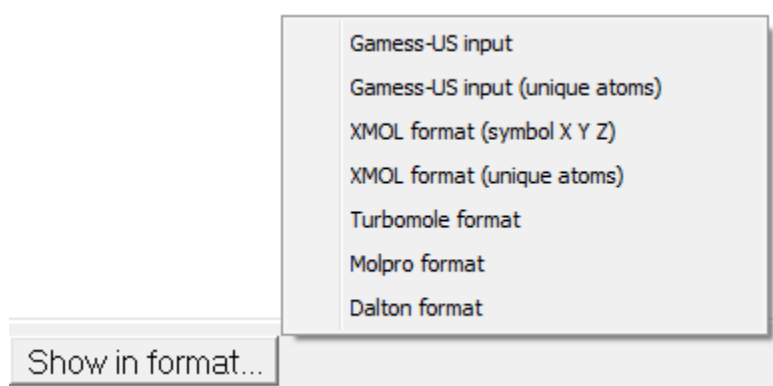 Gamess-US input
Gamess-US input (unique atoms)
XMOL format (symbol X Y Z)
XMOL format (unique atoms)
Turbomole format
Molpro format
Dalton format
Show in format...